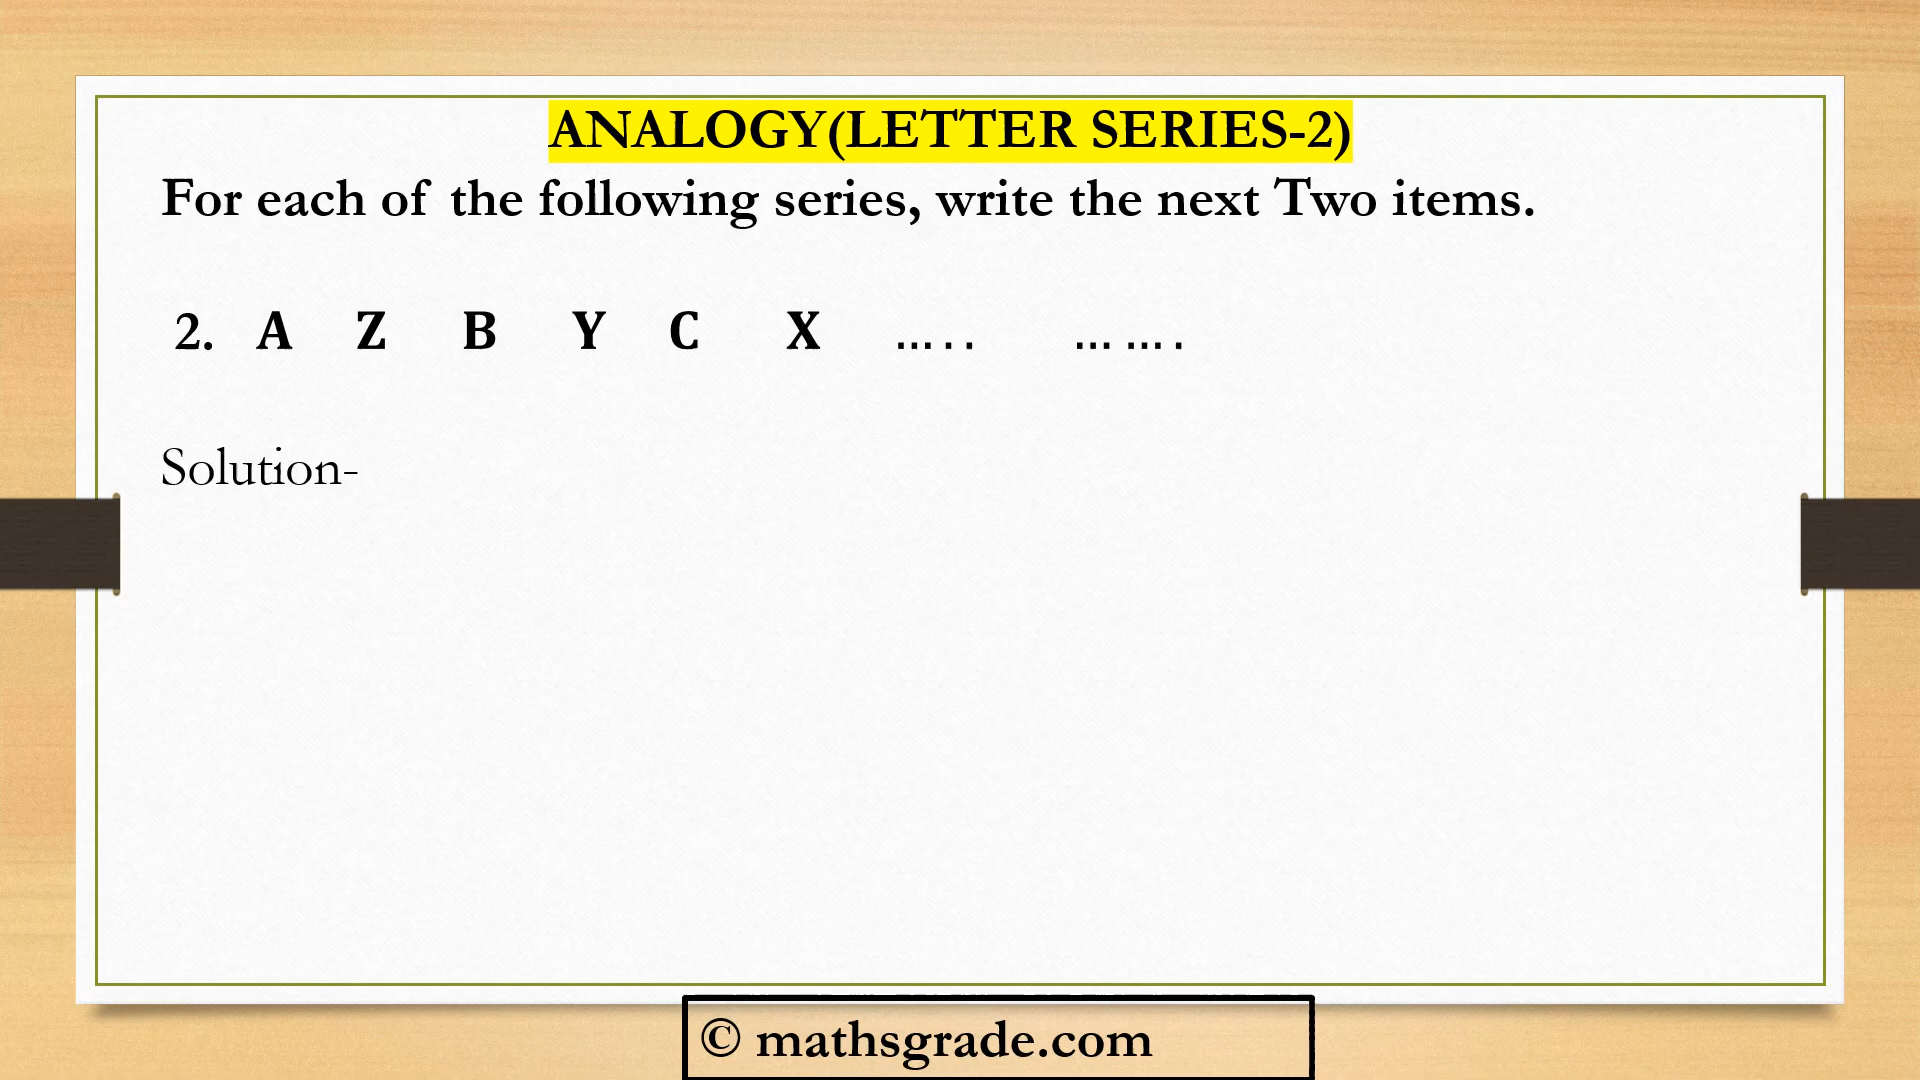 ANALOGY(LETTER SERIES-2)
For each of the following series, write the next Two items.
2. A Z B Y C X ….. …….
Solution-
© mathsgrade.com